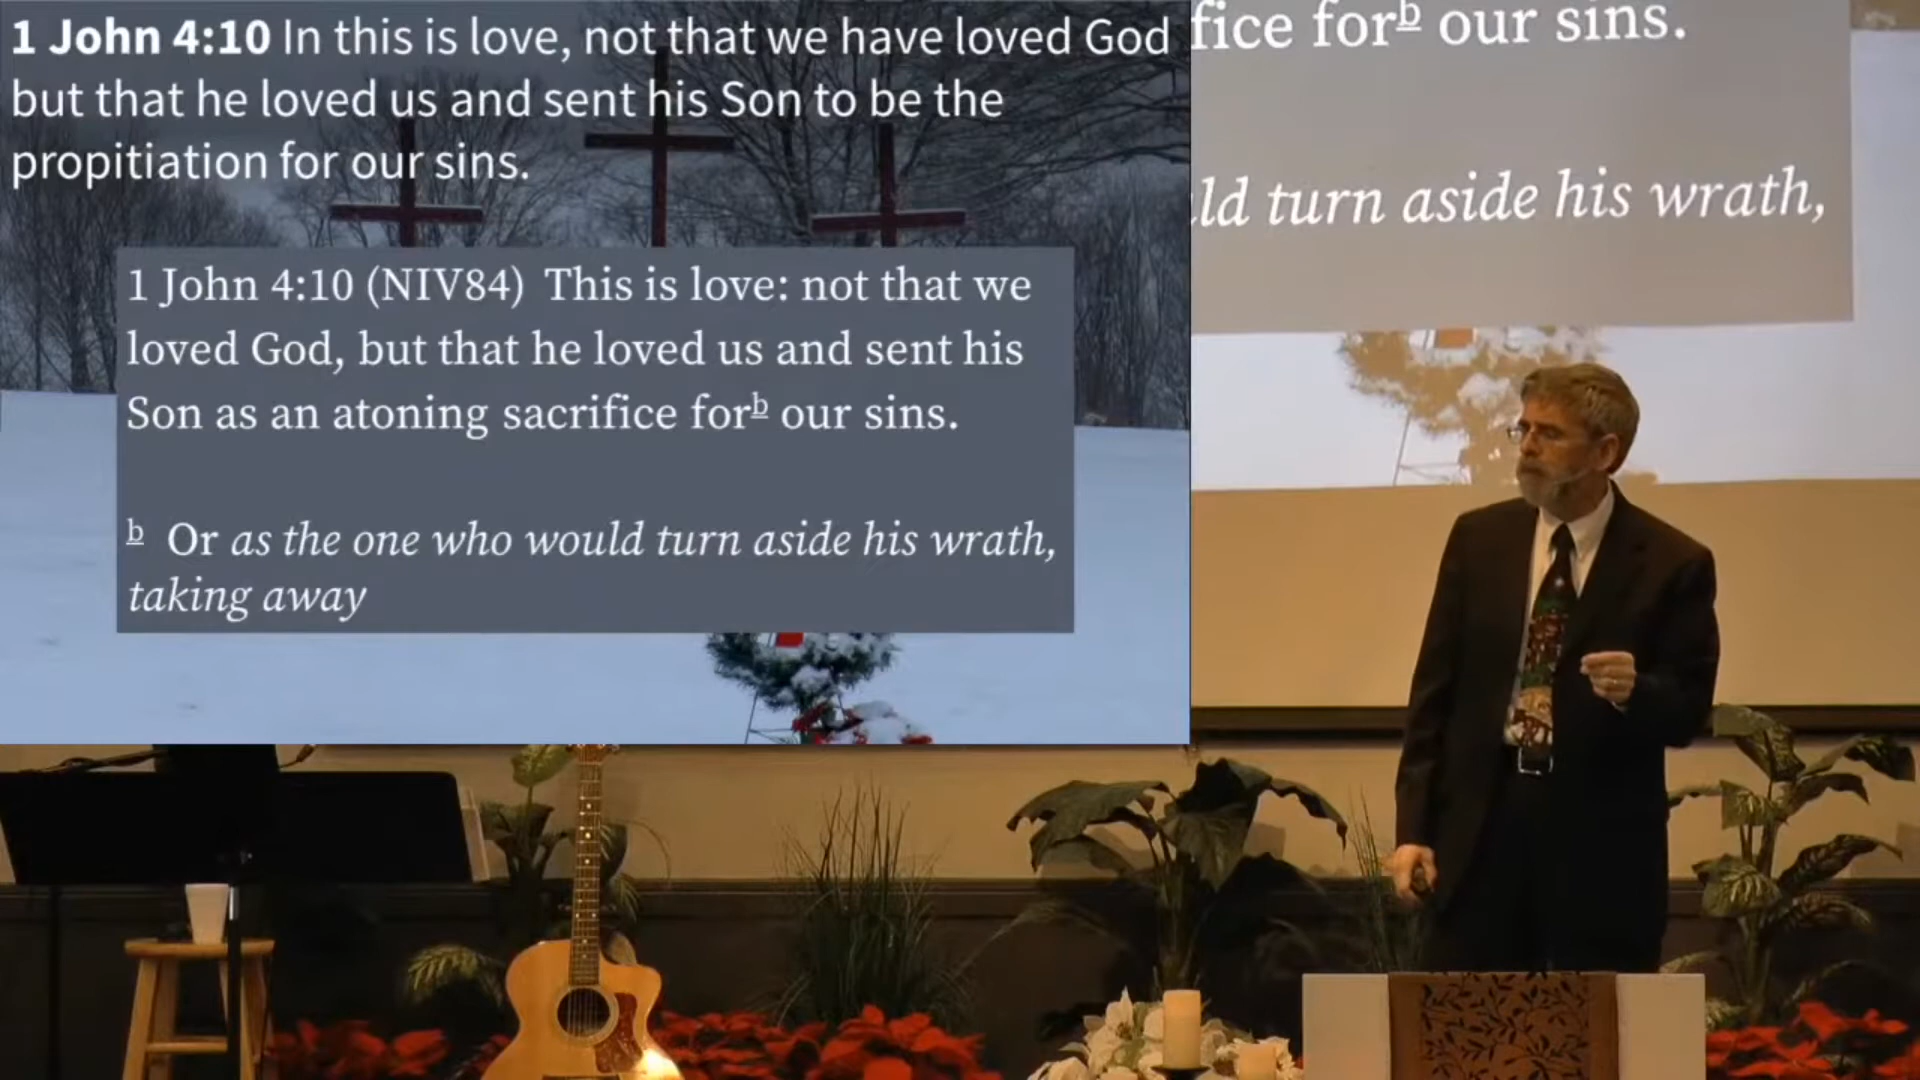 1 John 4:10 In this is love, not that we have loved God
but that he loved us and sent his Son to be the
propitiation for our sins.
1 John 4:10 (NIV84) This is love: not that we
loved God, but that he loved us and sent his
Son as an atoning sacrifice forb our sins.
b Or as the one who would turn aside his wrath,
taking away
fice forb our sins.
ld turn aside his wrath,